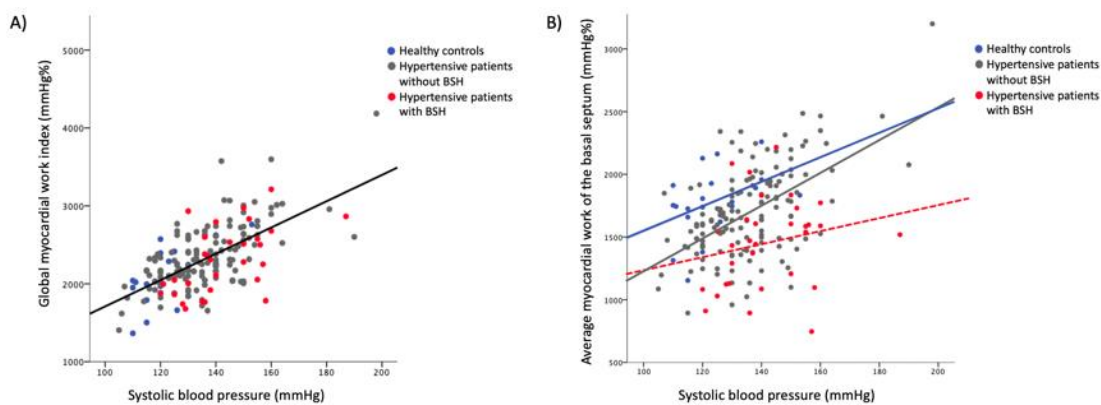 A)
Global myocardial work index (mmHg%)
5000
4000
3000
2000
1000
100 120 140 160 180 200
Systolic blood pressure (mmHg)
Healthy controls
Hypertensive patients
without BSH
Hypertensive patients
with BSH
B)
Average myocardial work of the basal septum (mmHg%)
3000
2500
2000
1500
1000
500
100 120 140 160 180 200
Systolic blood pressure (mmHg)
Healthy controls
Hypertensive patients
without BSH
Hypertensive patients
with BSH